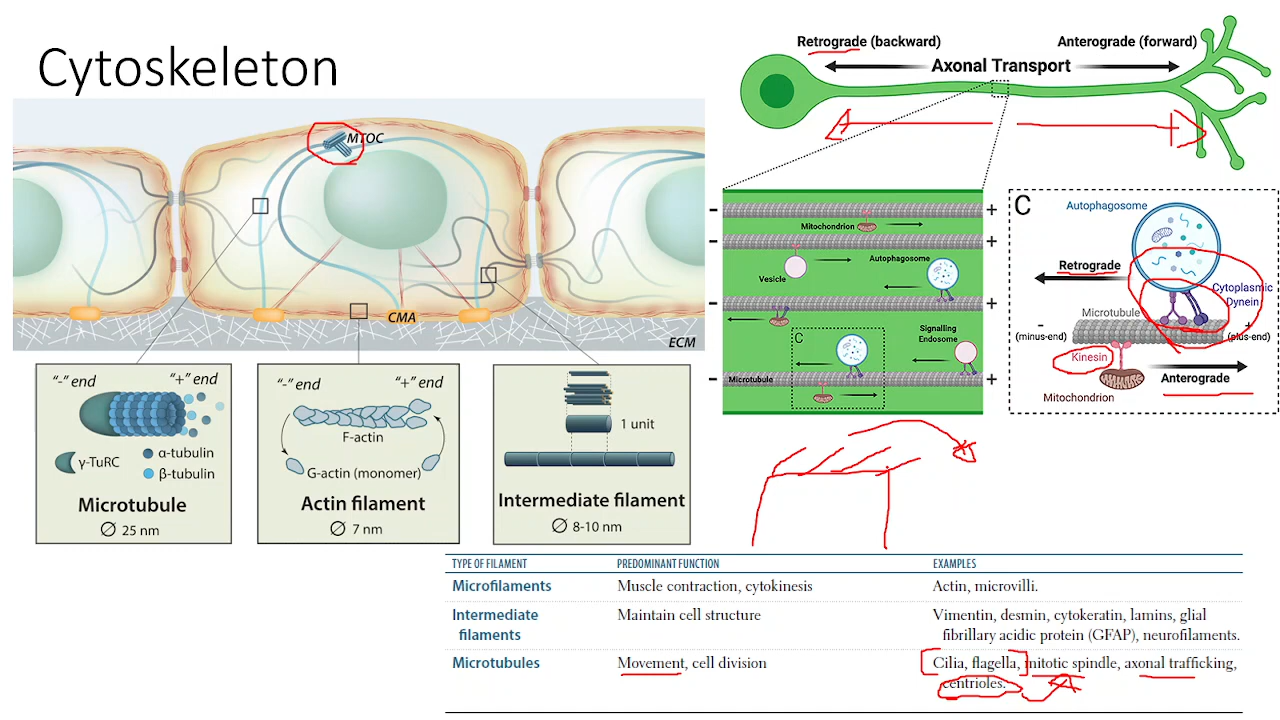 Cytoskeleton
MTOC
CMA
ECM
"-" end "+" end
γ-TuRC
α-tubulin
β-tubulin
Microtubule
∅ 25 nm
"-" end "+" end
F-actin
G-actin (monomer)
Actin filament
∅ 7 nm
1 unit
Intermediate filament
∅ 8-10 nm
Retrograde (backward) Anterograde (forward)
Axonal Transport
- +
Mitochondrion
- +
Vesicle
Autophagosome
- +
C
Signalling
Endosome
- Microtubule +
C
Autophagosome
Retrograde
Cytoplasmic
Dynein
Microtubule
- +
(minus-end) (plus-end)
Kinesin
Anterograde
Mitochondrion
TYPE OF FILAMENT PREDOMINANT FUNCTION EXAMPLES
Microfilaments Muscle contraction, cytokinesis Actin, microvilli.
Intermediate Maintain cell structure Vimentin, desmin, cytokeratin, lamins, glial
filaments fibrillary acidic protein (GFAP), neurofilaments.
Microtubules Movement, cell division Cilia, flagella, mitotic spindle, axonal trafficking,
centrioles.